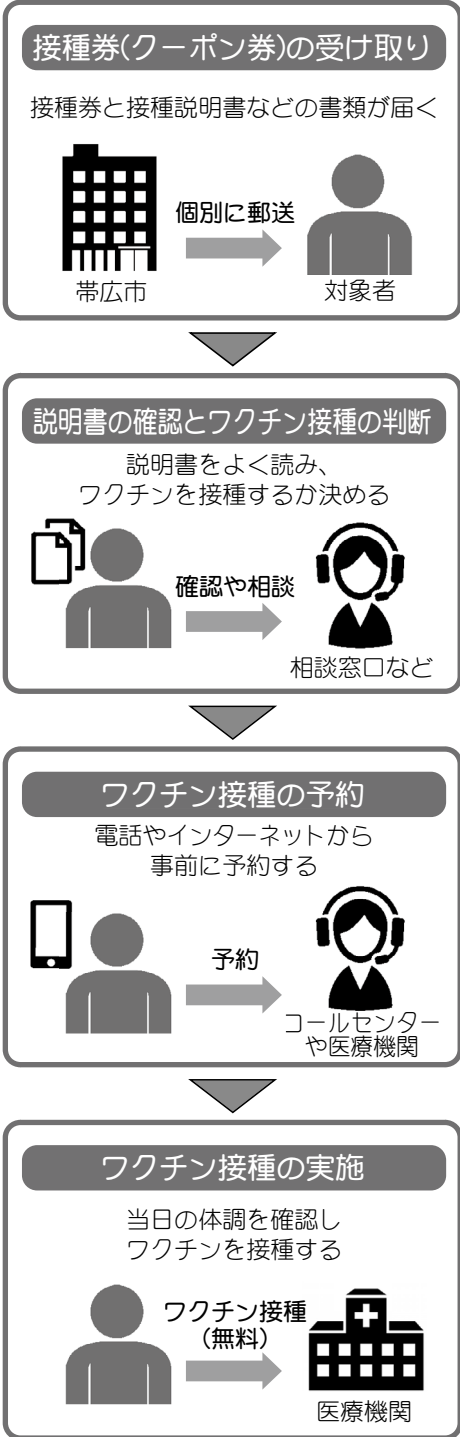 接種券(クーポン券)の受け取り
接種券と接種説明書などの書類が届く
個別に郵送
帯広市
対象者
説明書の確認とワクチン接種の判断
説明書をよく読み、
ワクチンを接種するか決める
確認や相談
相談窓口など
ワクチン接種の予約
電話やインターネットから
事前に予約する
予約
コールセンター
や医療機関
ワクチン接種の実施
当日の体調を確認し
ワクチンを接種する
ワクチン接種
(無料)
医療機関